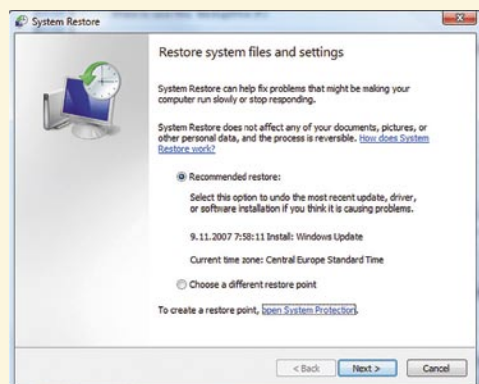 System Restore
Restore system files and settings
System Restore can help fix problems that might be making your
computer run slowly or stop responding.
System Restore does not affect any of your documents, pictures, or
other personal data, and the process is reversible. How does System
Restore work?
Recommended restore:
Select this option to undo the most recent update, driver,
or software installation if you think it is causing problems.
9.11.2007 7:58:11 Install: Windows Update
Current time zone: Central Europe Standard Time
Choose a different restore point
To create a restore point, open System Protection.
< Back Next > Cancel